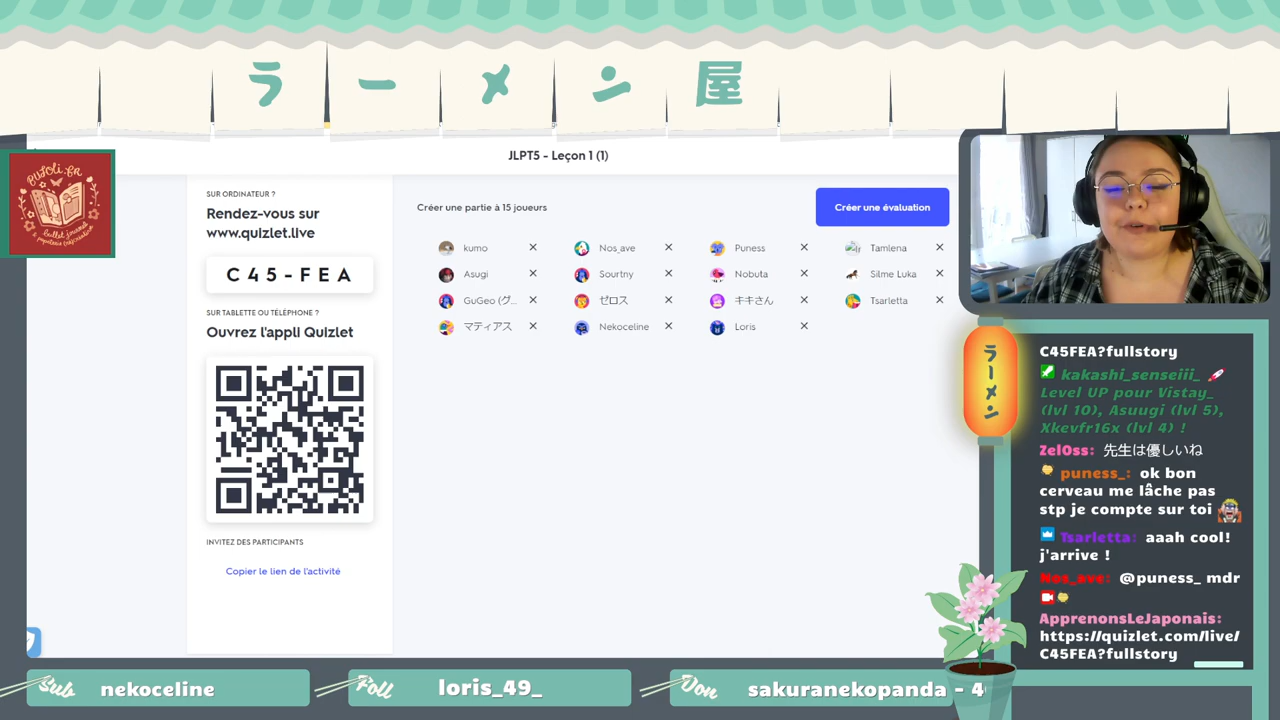 ラーメン屋
JLPT5 - Leçon 1 (1)
pujoli.fr
bullet journal
SUR ORDINATEUR ?
Rendez-vous sur
www.quizlet.live
C45-FEA
SUR TABLETTE OU TÉLÉPHONE ?
Ouvrez l'appli Quizlet
INVITEZ DES PARTICIPANTS
Copier le lien de l'activité
Créer une partie à 15 joueurs
Créer une évaluation
kumo
Nos_ave
Puness
Tamlena
Asugi
Sourtny
Nobuta
Silme Luka
GuGeo (グ...
ゼロス
キキさん
Tsarletta
マティアス
Nekoceline
Loris
ラーメン
C45FEA?fullstory
kakashi_senseiii_
Level UP pour Vistay_
(lvl 10), Asuugi (lvl 5),
Xkevfr16x (lvl 4) !
Zel0ss: 先生は優しいね
puness_: ok bon
cerveau me lâche pas
stp je compte sur toi
Tsarletta: aaah cool!
j'arrive !
Nos_ave: @puness_ mdr
ApprenonsLeJaponais:
https://quizlet.com/live/
C45FEA?fullstory
Sub nekoceline
Foll loris_49_
Don sakuranekopanda - 4